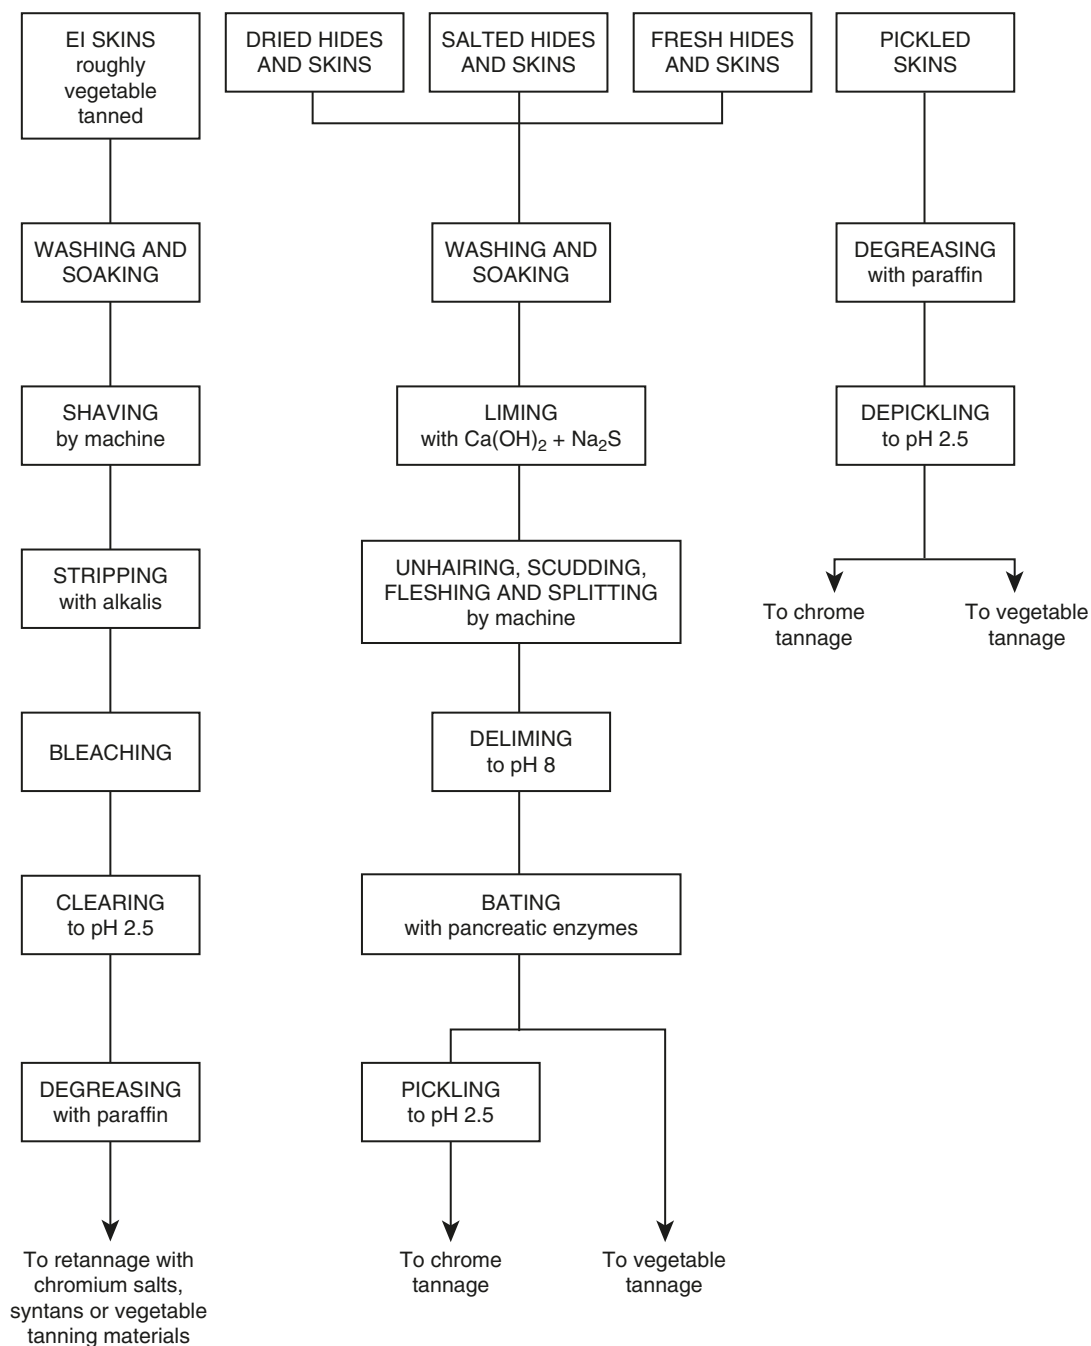 EI SKINS
roughly
vegetable
tanned
DRIED HIDES
AND SKINS
SALTED HIDES
AND SKINS
FRESH HIDES
AND SKINS
PICKLED
SKINS
WASHING AND
SOAKING
WASHING AND
SOAKING
DEGREASING
with paraffin
SHAVING
by machine
LIMING
with Ca(OH)₂ + Na₂S
DEPICKLING
to pH 2.5
STRIPPING
with alkalis
UNHAIRING, SCUDDING,
FLESHING AND SPLITTING
by machine
To chrome
tannage
To vegetable
tannage
BLEACHING
DELIMING
to pH 8
CLEARING
to pH 2.5
BATING
with pancreatic enzymes
DEGREASING
with paraffin
PICKLING
to pH 2.5
To retannage with
chromium salts,
syntans or vegetable
tanning materials
To chrome
tannage
To vegetable
tannage